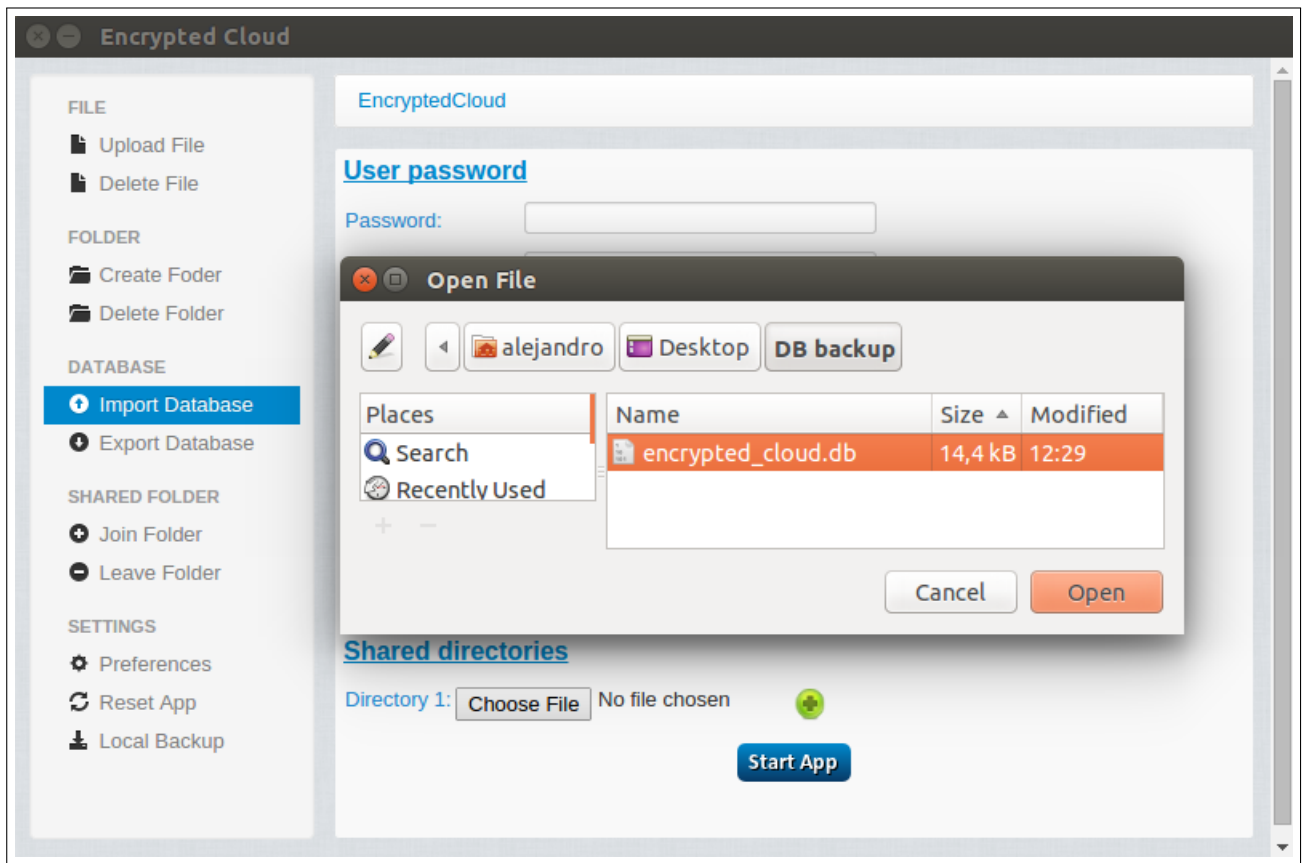 Encrypted Cloud
FILE
Upload File
Delete File
FOLDER
Create Foder
Delete Folder
DATABASE
Import Database
Export Database
SHARED FOLDER
Join Folder
Leave Folder
SETTINGS
Preferences
Reset App
Local Backup
EncryptedCloud
User password
Password:
Open File
alejandro Desktop DB backup
Places
Search
Recently Used
Name Size Modified
encrypted_cloud.db 14,4 kB 12:29
Cancel Open
Shared directories
Directory 1: Choose File No file chosen
Start App